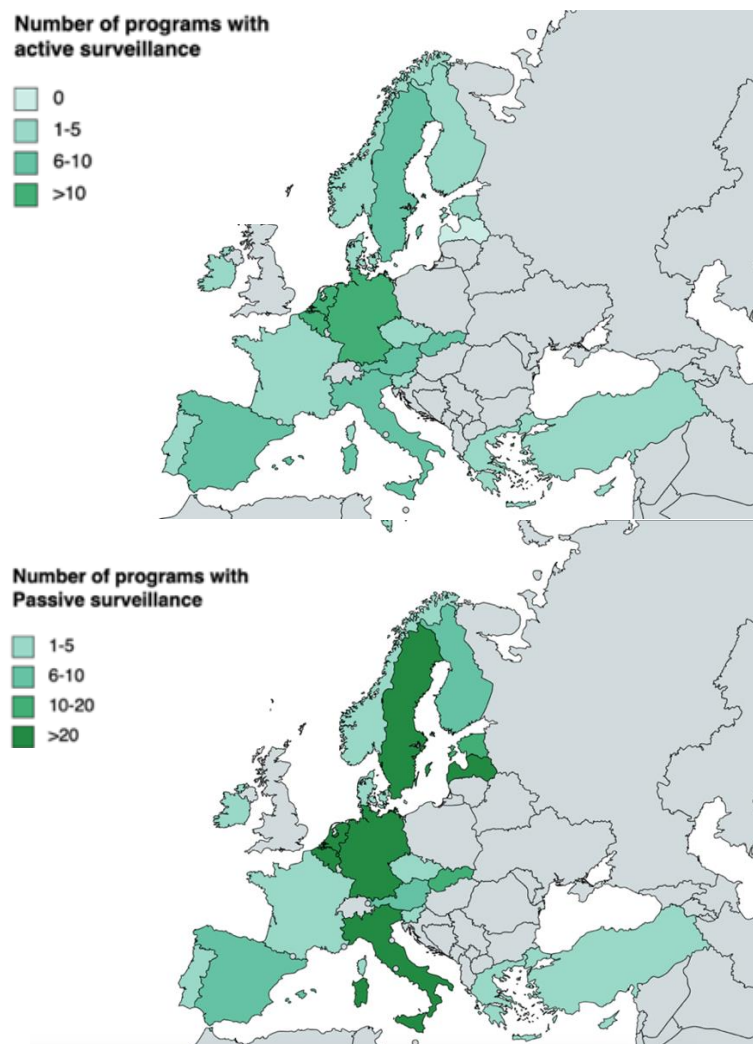 Number of programs with
active surveillance
0
1-5
6-10
>10
Number of programs with
Passive surveillance
1-5
6-10
10-20
>20